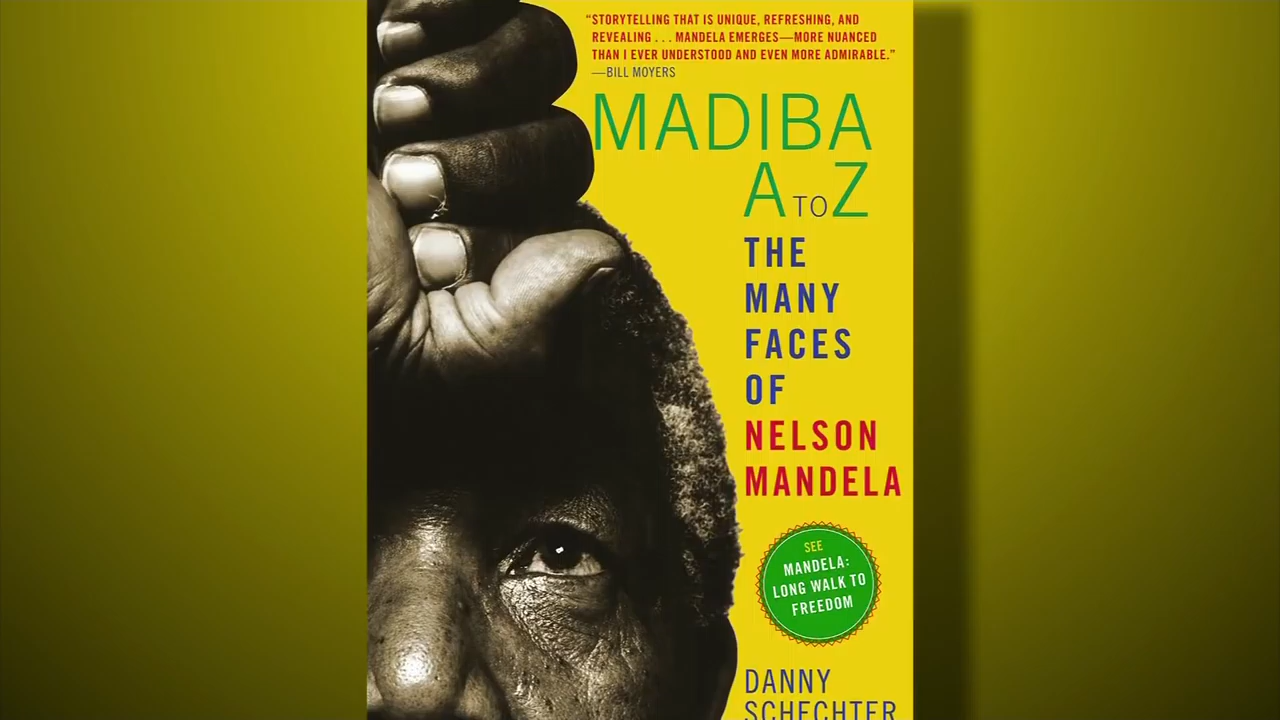 “STORYTELLING THAT IS UNIQUE, REFRESHING, AND
REVEALING . . . MANDELA EMERGES—MORE NUANCED
THAN I EVER UNDERSTOOD AND EVEN MORE ADMIRABLE.”
—BILL MOYERS
MADIBA
A TO Z
THE
MANY
FACES
OF
NELSON
MANDELA
SEE
MANDELA:
LONG WALK TO
FREEDOM
DANNY
SCHECHTER